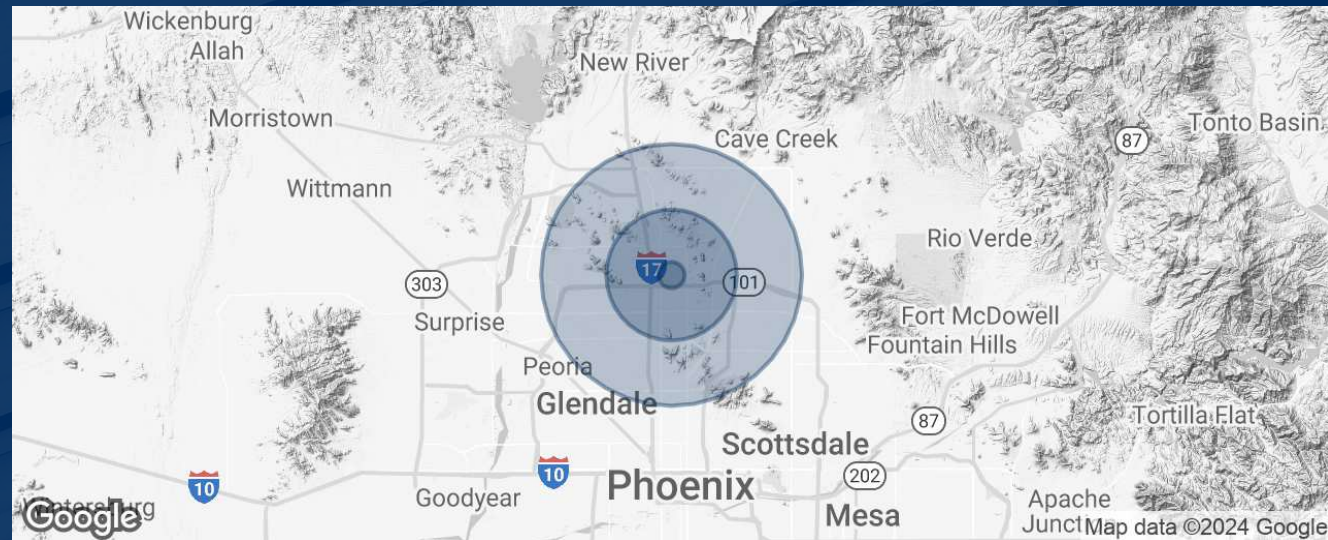 Wickenburg
Allah
New River
Morristown
Cave Creek
87
Tonto Basin
Wittmann
Rio Verde
17
303
101
Surprise
Fort McDowell
Fountain Hills
Peoria
Glendale
87
Tortilla Flat
Scottsdale
10
10
202
Goodyear
Phoenix
Apache
Mesa
Google
Map data ©2024 Google